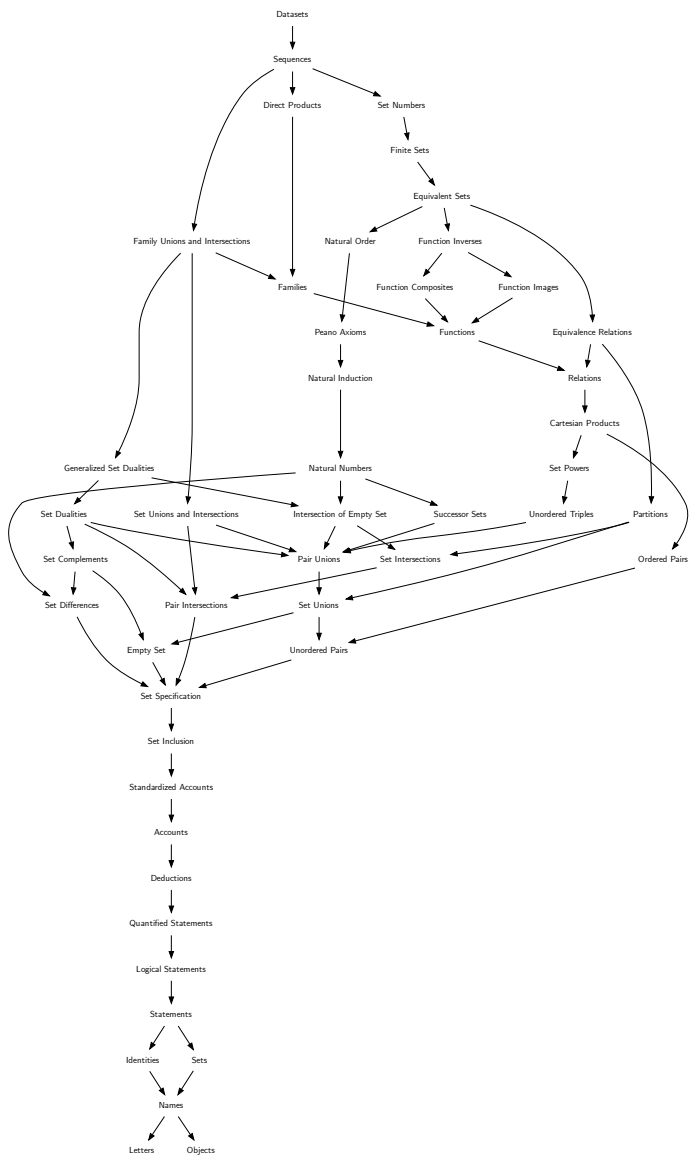 Datasets
Sequences
Direct Products
Set Numbers
Finite Sets
Equivalent Sets
Family Unions and Intersections
Natural Order
Function Inverses
Families
Function Composites
Function Images
Peano Axioms
Functions
Equivalence Relations
Natural Induction
Relations
Cartesian Products
Generalized Set Dualities
Natural Numbers
Set Powers
Set Dualities
Set Unions and Intersections
Intersection of Empty Set
Successor Sets
Unordered Triples
Partitions
Set Complements
Pair Unions
Set Intersections
Ordered Pairs
Set Differences
Pair Intersections
Set Unions
Empty Set
Unordered Pairs
Set Specification
Set Inclusion
Standardized Accounts
Accounts
Deductions
Quantified Statements
Logical Statements
Statements
Identities
Sets
Names
Letters
Objects